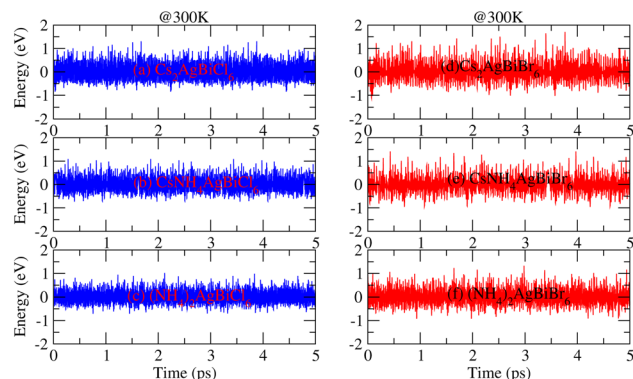 @300K
@300K
Energy (eV)
2
1
0
-1
-2
(a) Cs2AgBiCl6
0 1 2 3 4 5
2
1
0
-1
-2
(d)Cs2AgBiBr6
0 1 2 3 4 5
Energy (eV)
2
1
0
-1
-2
(b) CsNH4AgBiCl6
0 1 2 3 4 5
2
1
0
-1
-2
(e) CsNH4AgBiBr6
0 1 2 3 4 5
Energy (eV)
2
1
0
-1
-2
(c) (NH4)2AgBiCl6
0 1 2 3 4 5
Time (ps)
2
1
0
-1
-2
(f) (NH4)2AgBiBr6
0 1 2 3 4 5
Time (ps)